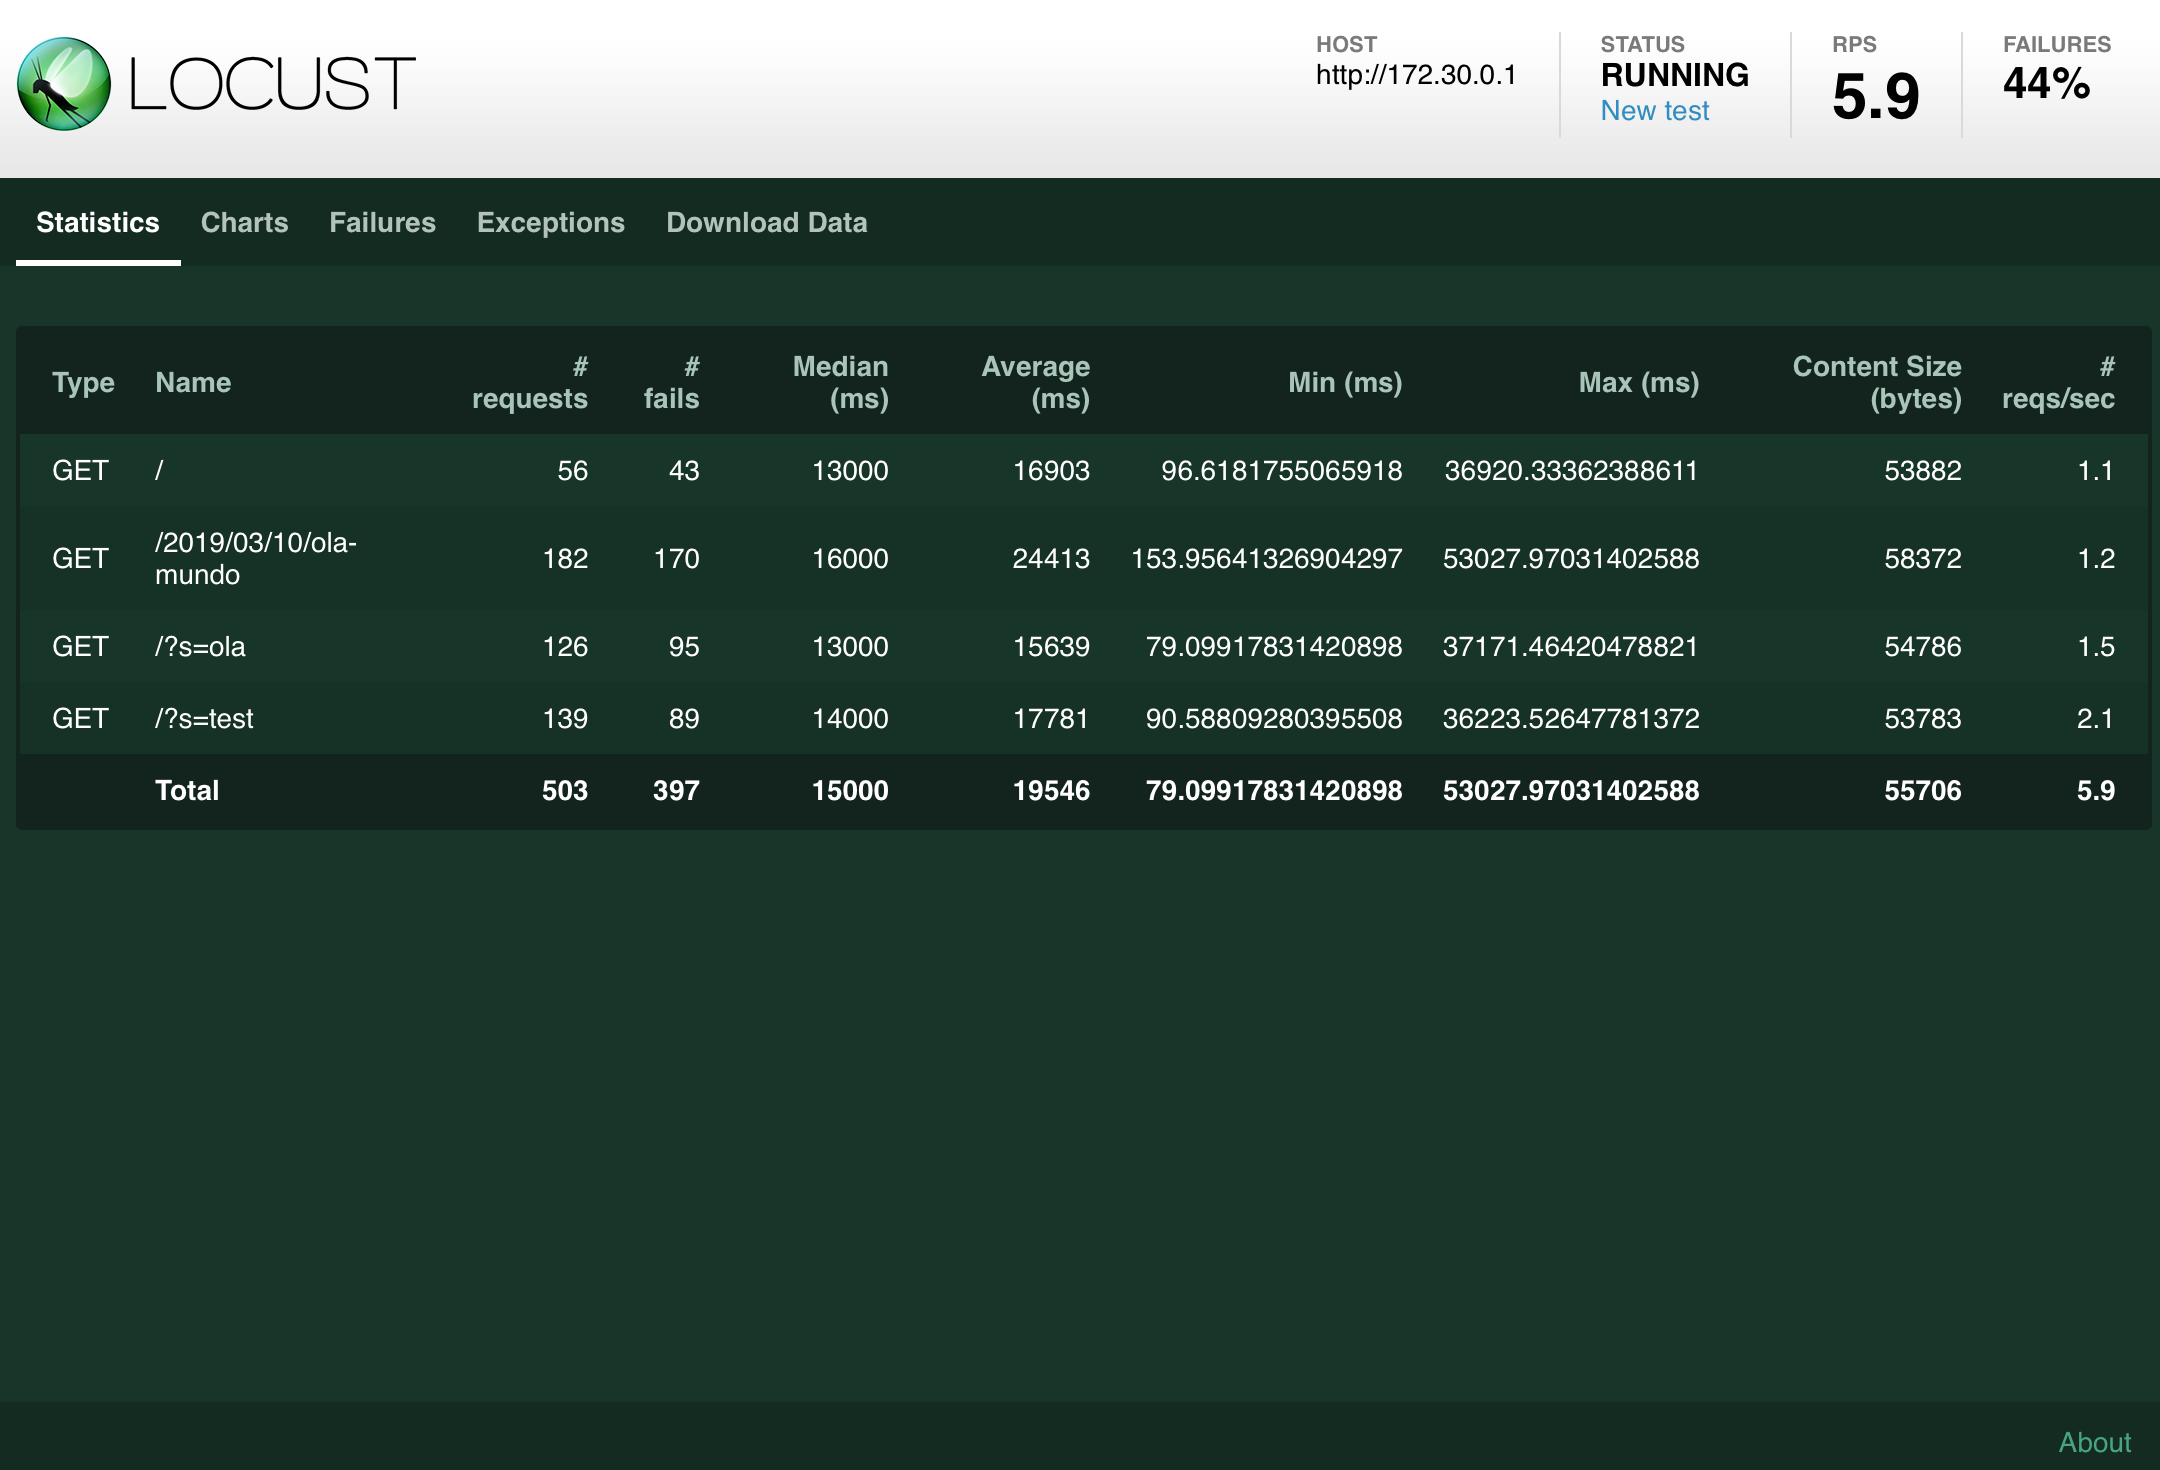 LOCUST
HOST
http://172.30.0.1
STATUS
RUNNING
New test
RPS
5.9
FAILURES
44%
Statistics Charts Failures Exceptions Download Data
Type Name # requests # fails Median (ms) Average (ms) Min (ms) Max (ms) Content Size (bytes) # reqs/sec
GET / 56 43 13000 16903 96.6181755065918 36920.33362388611 53882 1.1
GET /2019/03/10/ola-mundo 182 170 16000 24413 153.95641326904297 53027.97031402588 58372 1.2
GET /?s=ola 126 95 13000 15639 79.09917831420898 37171.46420478821 54786 1.5
GET /?s=test 139 89 14000 17781 90.58809280395508 36223.52647781372 53783 2.1
Total 503 397 15000 19546 79.09917831420898 53027.97031402588 55706 5.9
About